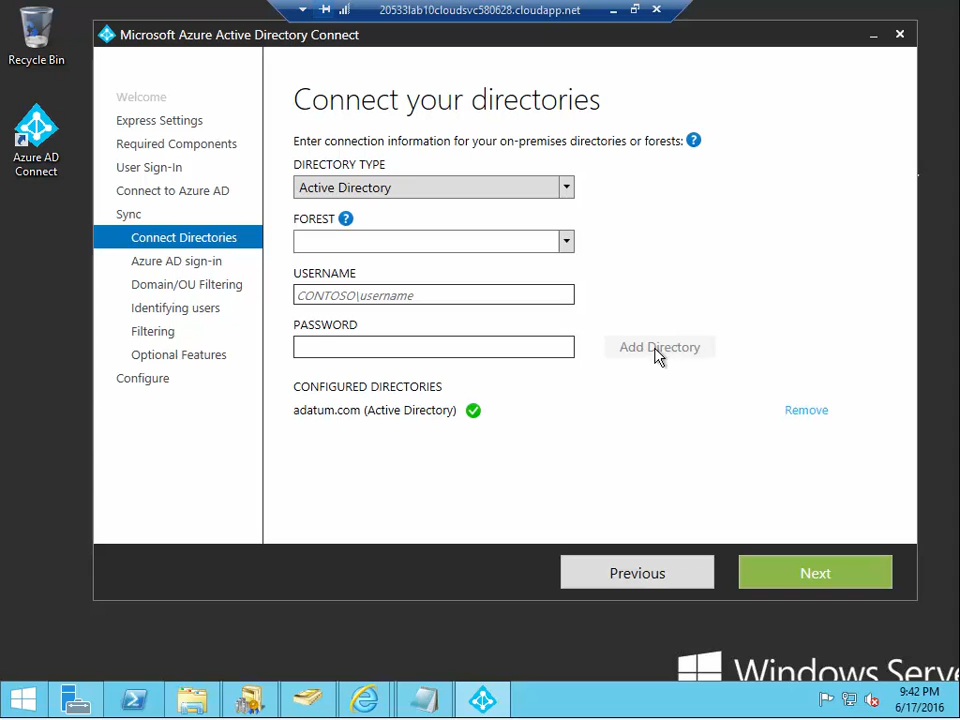 20533lab10cloudsvc580628.cloudapp.net
Recycle Bin
Azure AD
Connect
Microsoft Azure Active Directory Connect
Welcome
Express Settings
Required Components
User Sign-In
Connect to Azure AD
Sync
Connect Directories
Azure AD sign-in
Domain/OU Filtering
Identifying users
Filtering
Optional Features
Configure
Connect your directories
Enter connection information for your on-premises directories or forests: ?
DIRECTORY TYPE
Active Directory
FOREST ?
USERNAME
CONTOSO\username
PASSWORD
Add Directory
CONFIGURED DIRECTORIES
adatum.com (Active Directory)
Remove
Previous
Next
Windows Serve
9:42 PM
6/17/2016